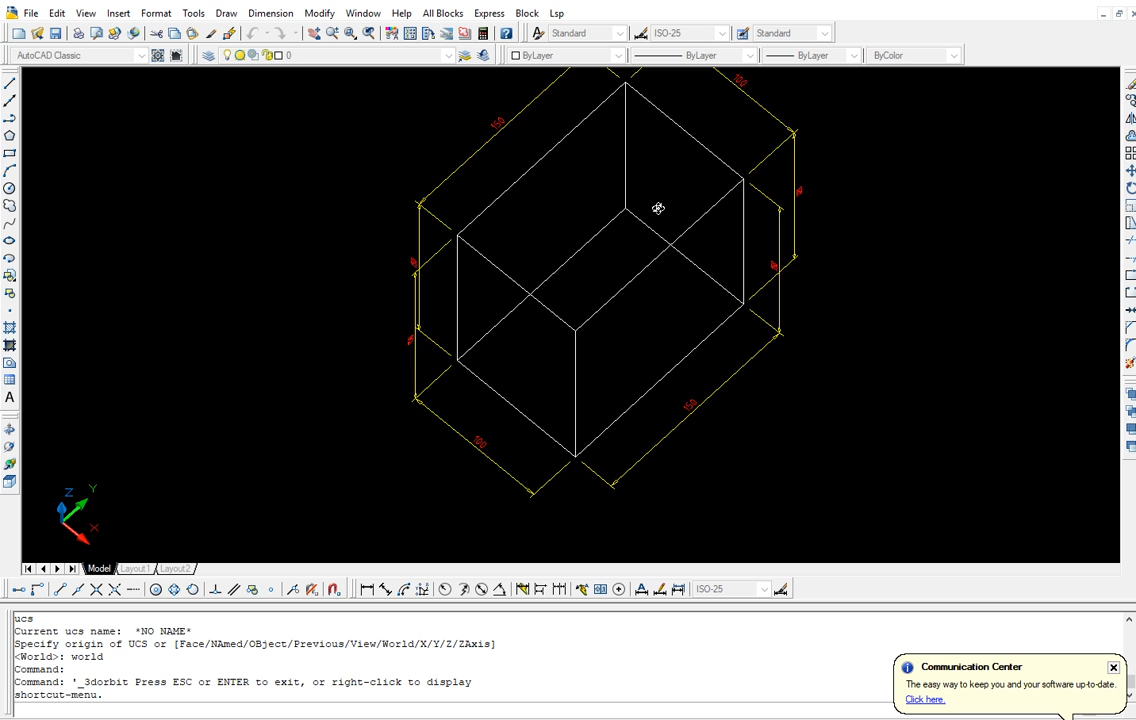 File Edit View Insert Format Tools Draw Dimension Modify Window Help All Blocks Express Block Lsp
Standard ISO-25 Standard
AutoCAD Classic 0 ByLayer ByLayer ByLayer ByColor
100
150
150
100
Z
Y
X
Model Layout1 Layout2
ISO-25
A
ucs
Current ucs name: *NO NAME*
Specify origin of UCS or [Face/NAmed/OBject/Previous/View/World/X/Y/Z/ZAxis]
<World>: world
Command:
Command: '_3dorbit Press ESC or ENTER to exit, or right-click to display
shortcut-menu.
Communication Center
The easy way to keep you and your software up-to-date.
Click here.